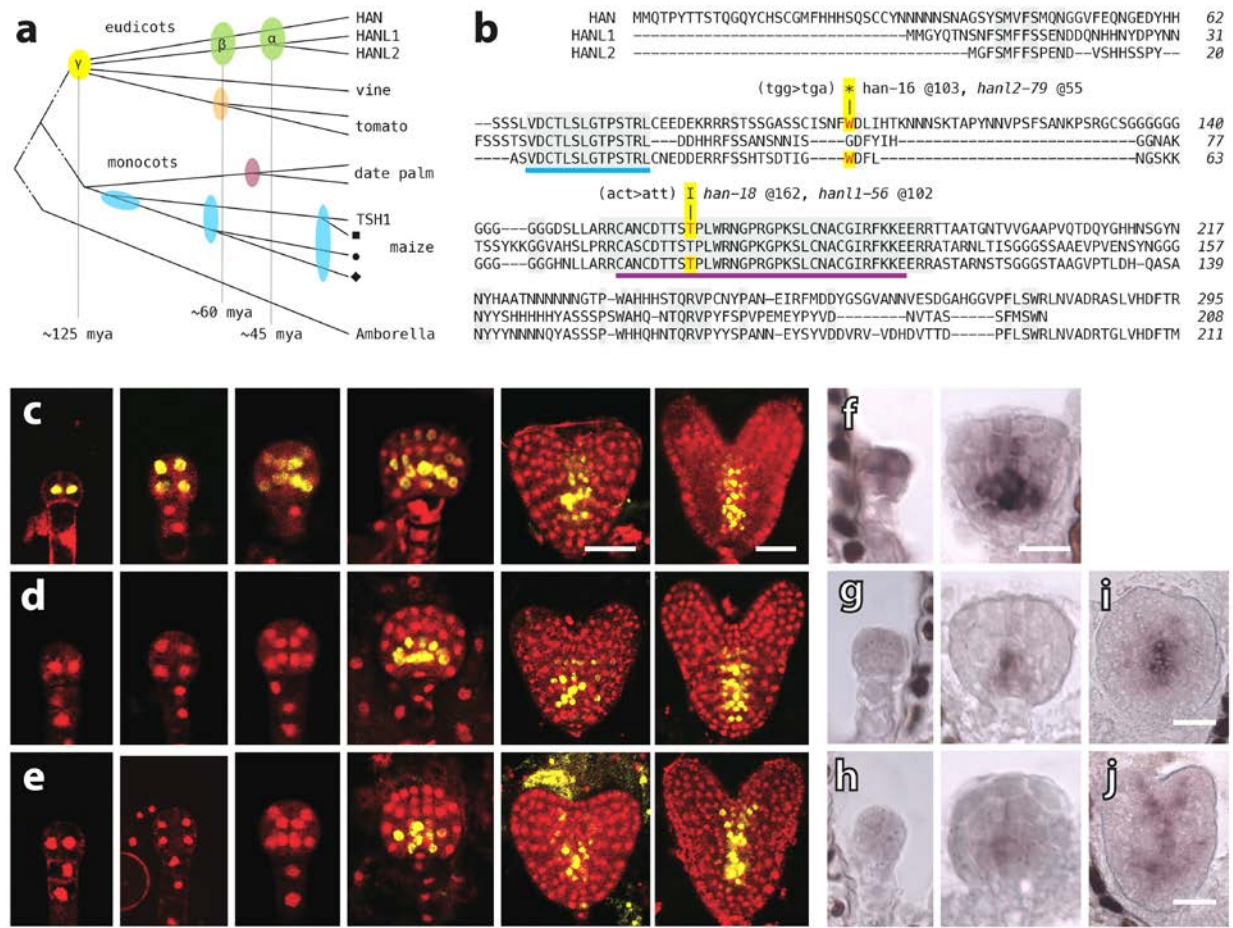 a
eudicots
HAN
HANL1
HANL2
β
α
γ
vine
tomato
monocots
date palm
TSH1
maize
~60 mya
~125 mya
~45 mya
Amborella
b
HAN MMQTPYTTSTQGQYCHSCGMFHHHSQSCCYNNNNNSNAGSYSMVFSMQNGGVFEQNGEDYHH 62
HANL1 -------------------------------MMGYQTNSNFSMFFSSENDDQNHHNYDPYNN 31
HANL2 --------------------------------------MGFSMFFSPEND--VSHHSSPY-- 20
(tgg>tga) * han-16 @103, hanl2-79 @55
--SSSLVDCTLSLGTPSTRLCEEDEKRRRSTSSGASSCISNFWDLIHTKNNNSKTAPYNNVPSFSANKPSRGCSGGGGGG 140
FSSSTSVDCTLSLGTPSTRL---DDHHRFSSANSNNIS----GDFYIH--------------------------GGNAK 77
----ASVDCTLSLGTPSTRLCNEDDERRFSSHTSDTIG----WDFL----------------------------NGSKK 63
(act>att) I han-18 @162, hanl1-56 @102
GGG---GGGDSLLARRCANCDTTSTPLWRNGPRGPKSLCNACGIRFKKEERRTTAATGNTVVGAAPVQTDQYGHHNSGYN 217
TSSYKKGGVAHSLPRRCASCDTTSTPLWRNGPKGPKSLCNACGIRFKKEERRATARNLTISGGGSSAAEVPVENSYNGGG 157
GGG---GGGHNLLARRCANCDTTSTPLWRNGPRGPKSLCNACGIRFKKEERRASTARNSTSGGGSTAAGVPTLDH-QASA 139
NYHAATNNNNNNGTP-WAHHHSTQRVPCNYPAN-EIRFMDDYGSGVANNVESDGAHGGVPFLSWRLNVADRASLVHDFTR 295
NYYSHHHHHYASSSPSWAHQ-NTQRVPYFSPVPEMEYPYVD--------NVTAS----SFMSWN 208
NYYYNNNNQYASSSP-WHHQHNTQRVPYYSPANN-EYSYVDDVRV-VDHDVTTD----PFLSWRLNVADRTGLVHDFTM 211
c
f
d
g
i
e
h
j